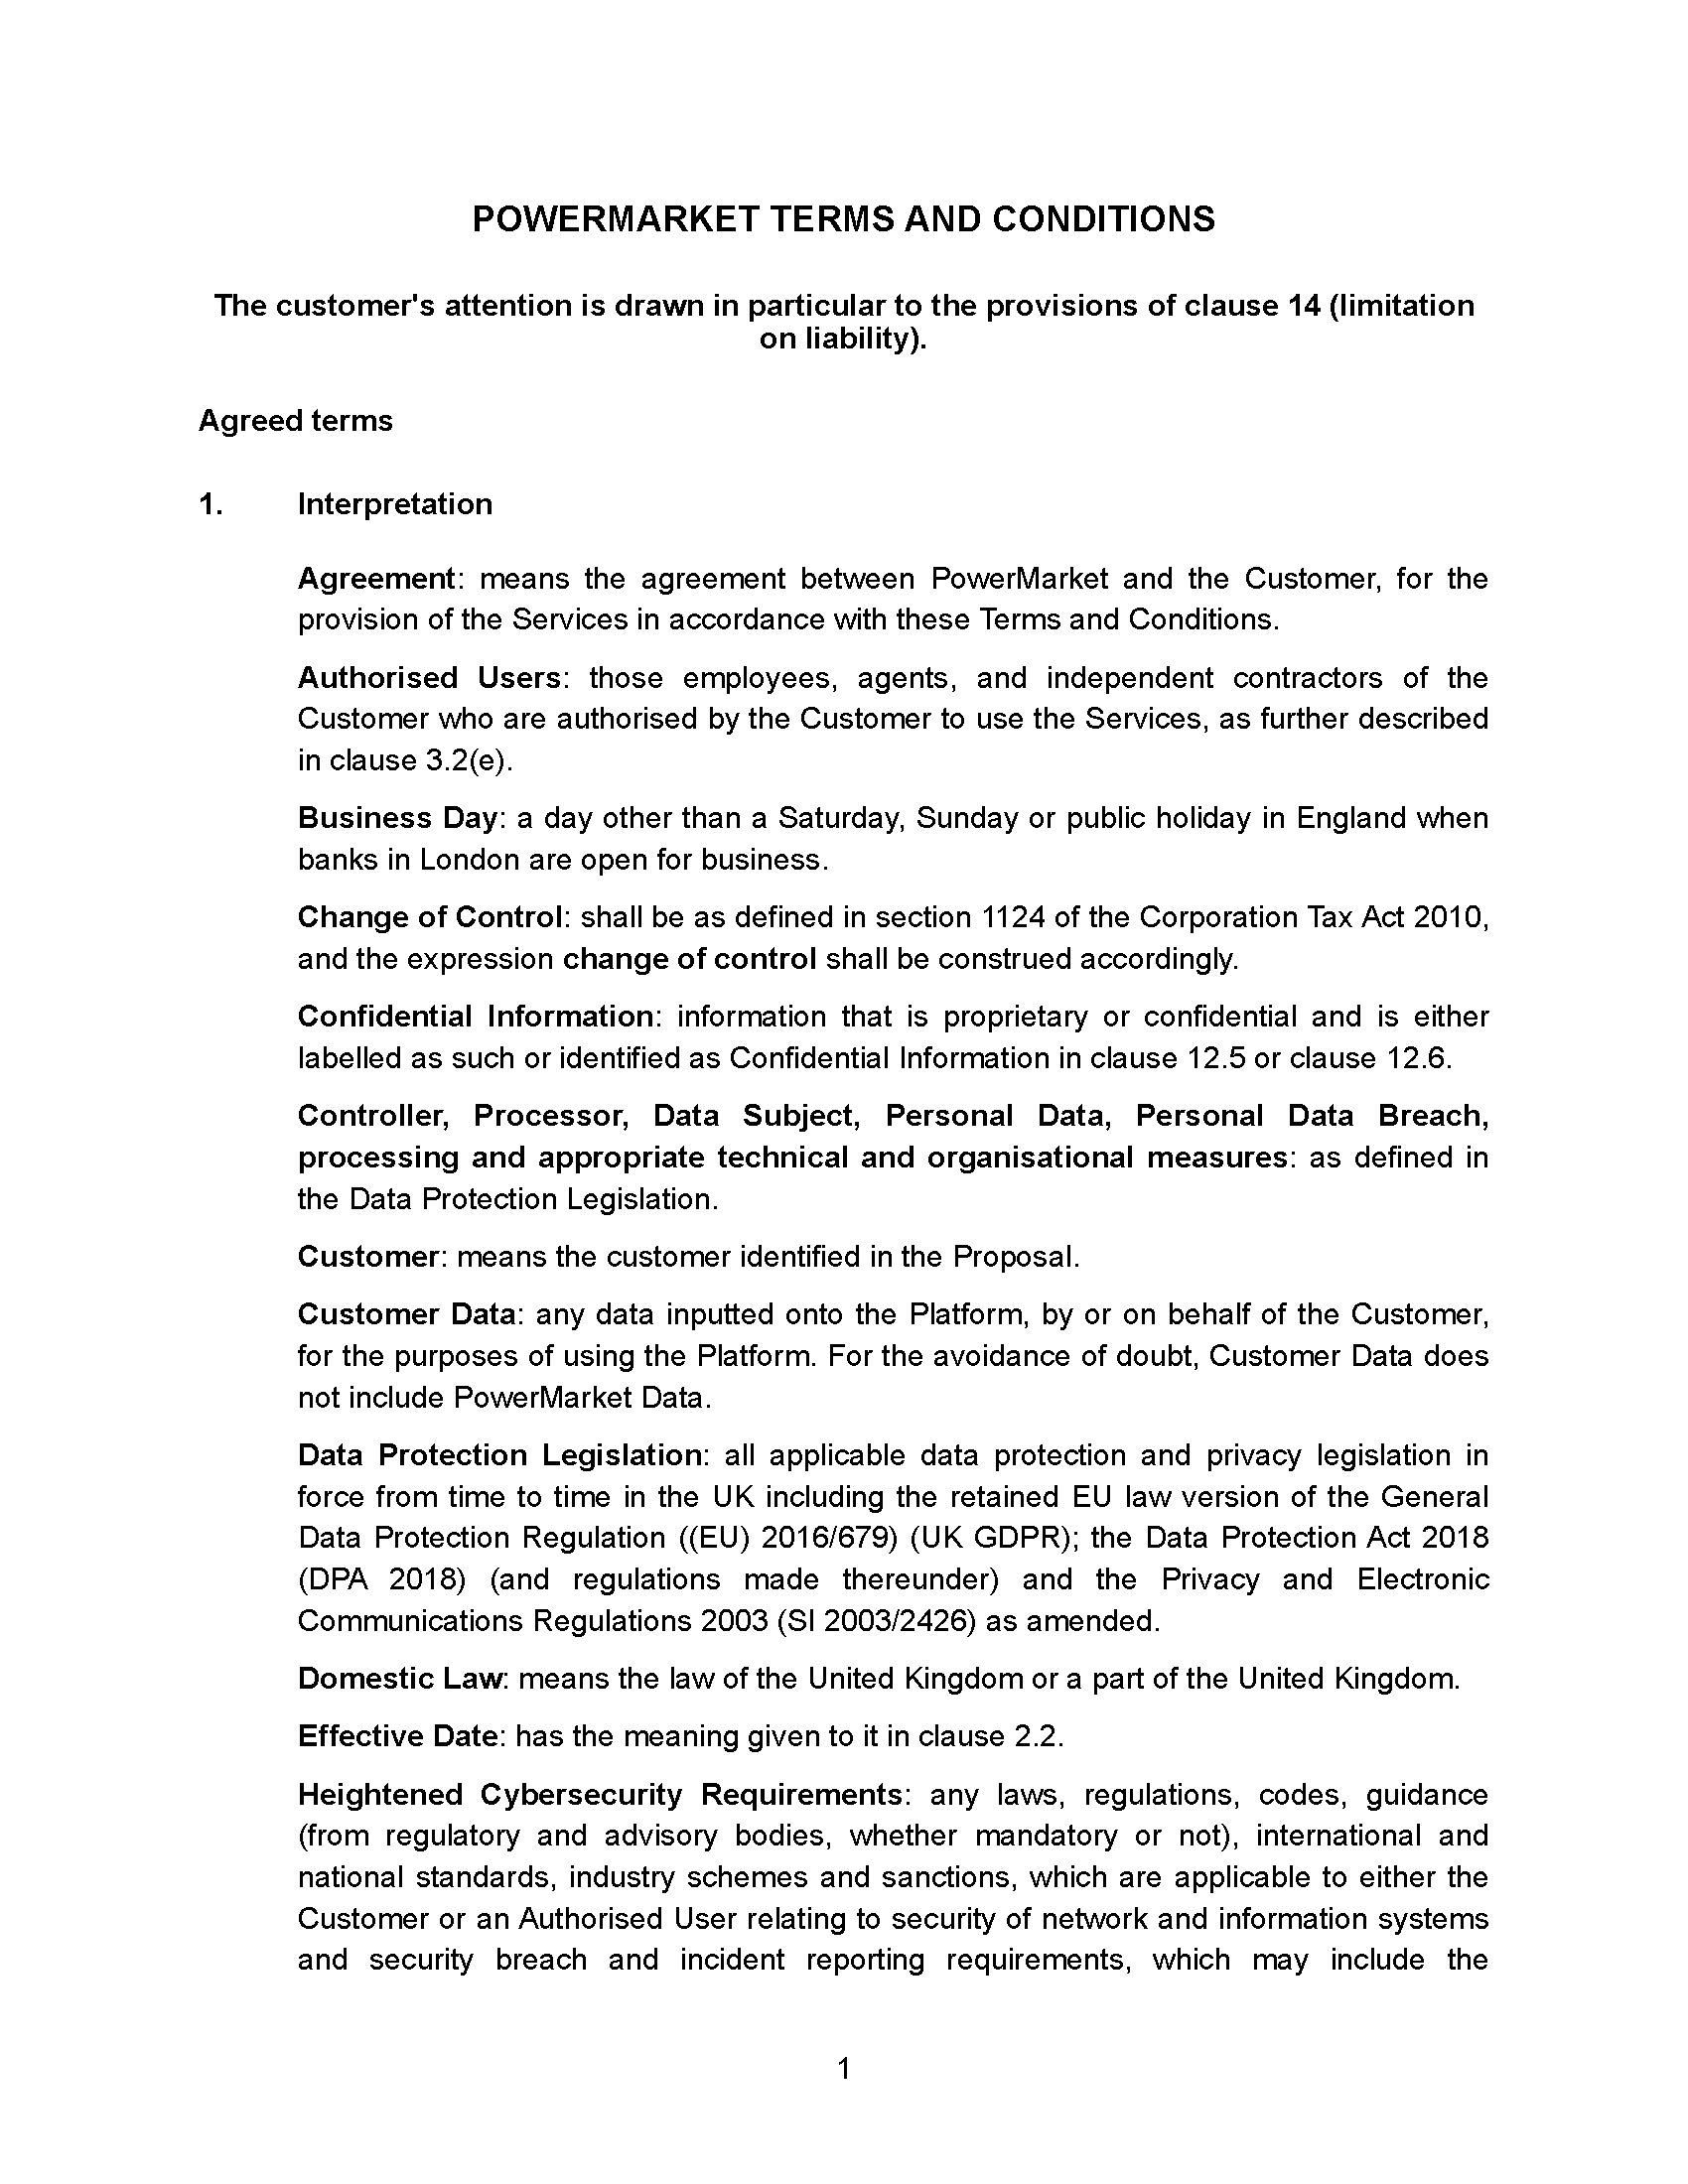 POWERMARKET TERMS AND CONDITIONS
The customer's attention is drawn in particular to the provisions of clause 14 (limitation
on liability).
Agreed terms
1. Interpretation
Agreement: means the agreement between PowerMarket and the Customer, for the
provision of the Services in accordance with these Terms and Conditions.
Authorised Users: those employees, agents, and independent contractors of the
Customer who are authorised by the Customer to use the Services, as further described
in clause 3.2(e).
Business Day: a day other than a Saturday, Sunday or public holiday in England when
banks in London are open for business.
Change of Control: shall be as defined in section 1124 of the Corporation Tax Act 2010,
and the expression change of control shall be construed accordingly.
Confidential Information: information that is proprietary or confidential and is either
labelled as such or identified as Confidential Information in clause 12.5 or clause 12.6.
Controller, Processor, Data Subject, Personal Data, Personal Data Breach,
processing and appropriate technical and organisational measures: as defined in
the Data Protection Legislation.
Customer: means the customer identified in the Proposal.
Customer Data: any data inputted onto the Platform, by or on behalf of the Customer,
for the purposes of using the Platform. For the avoidance of doubt, Customer Data does
not include PowerMarket Data.
Data Protection Legislation: all applicable data protection and privacy legislation in
force from time to time in the UK including the retained EU law version of the General
Data Protection Regulation ((EU) 2016/679) (UK GDPR); the Data Protection Act 2018
(DPA 2018) (and regulations made thereunder) and the Privacy and Electronic
Communications Regulations 2003 (SI 2003/2426) as amended.
Domestic Law: means the law of the United Kingdom or a part of the United Kingdom.
Effective Date: has the meaning given to it in clause 2.2.
Heightened Cybersecurity Requirements: any laws, regulations, codes, guidance
(from regulatory and advisory bodies, whether mandatory or not), international and
national standards, industry schemes and sanctions, which are applicable to either the
Customer or an Authorised User relating to security of network and information systems
and security breach and incident reporting requirements, which may include the
1